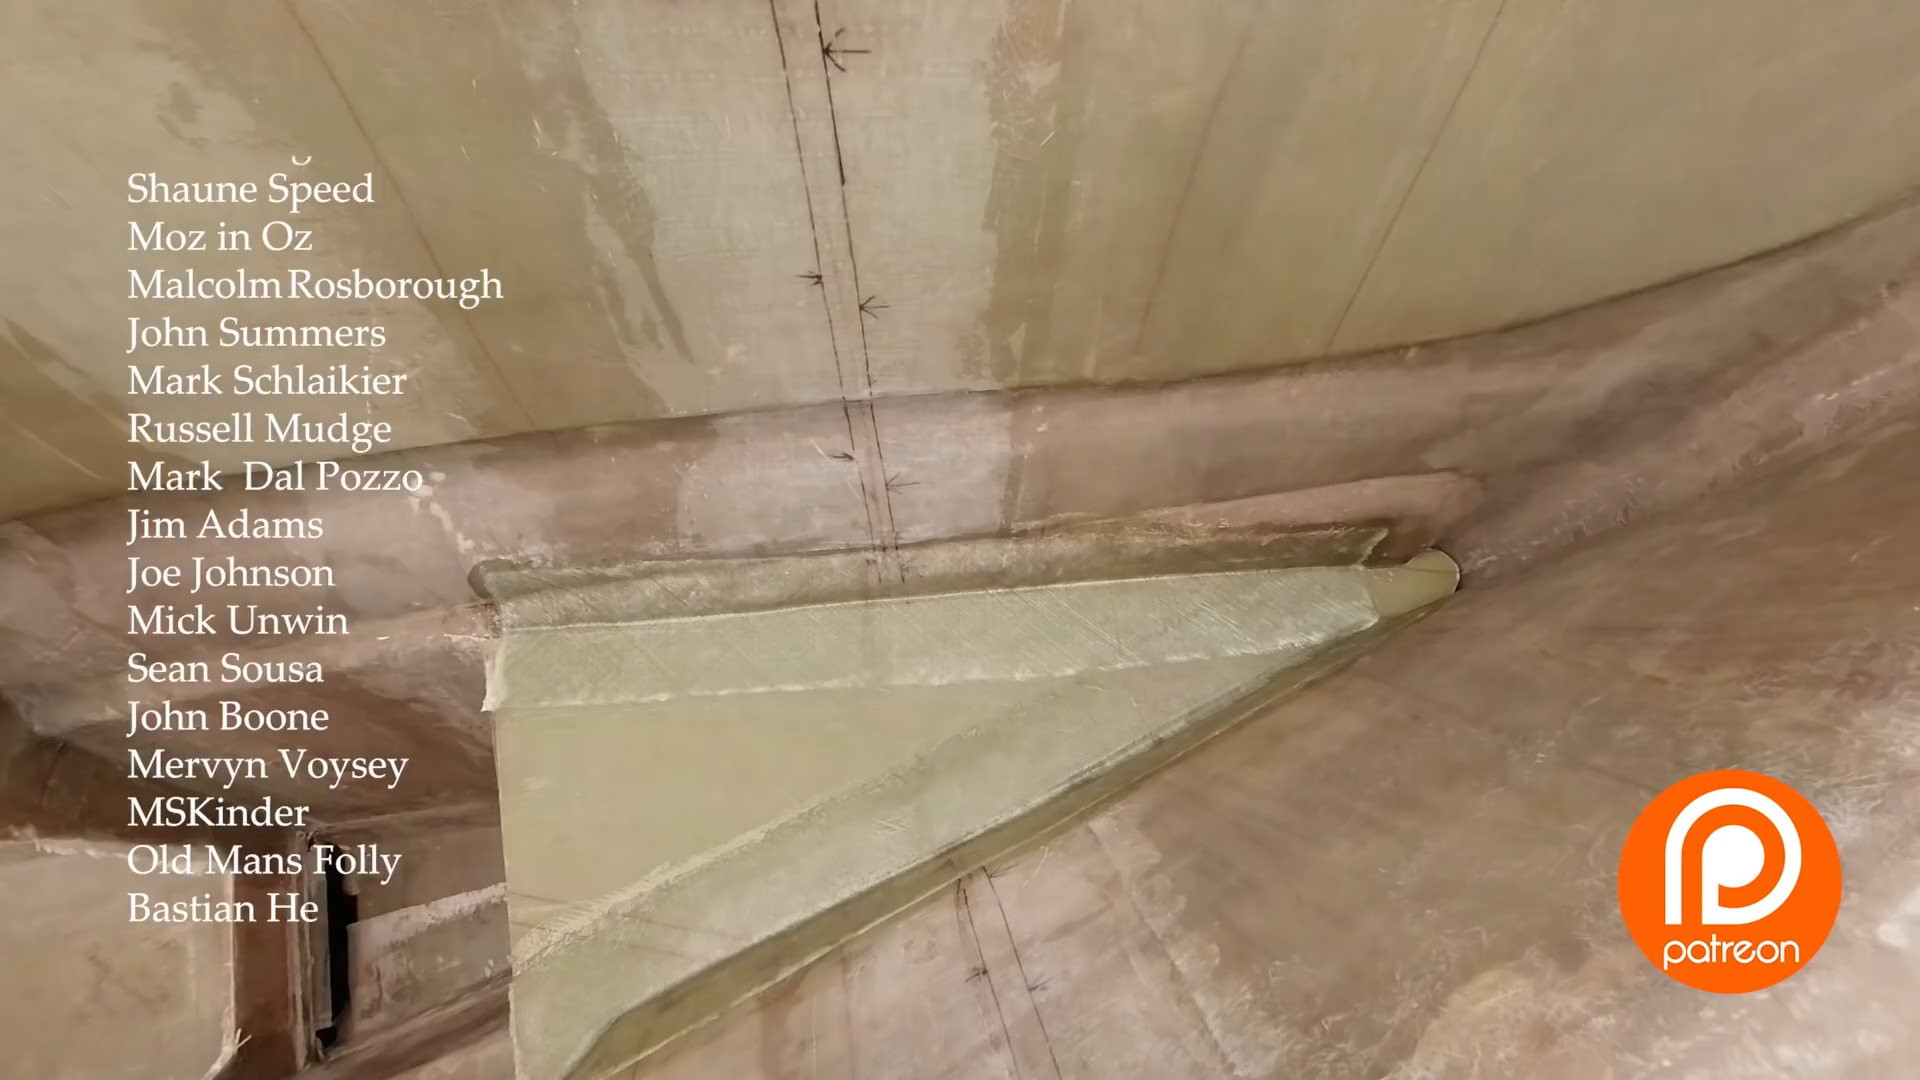 Shaune Speed
Moz in Oz
Malcolm Rosborough
John Summers
Mark Schlaikier
Russell Mudge
Mark Dal Pozzo
Jim Adams
Joe Johnson
Mick Unwin
Sean Sousa
John Boone
Mervyn Voysey
MSKinder
Old Mans Folly
Bastian He
patreon